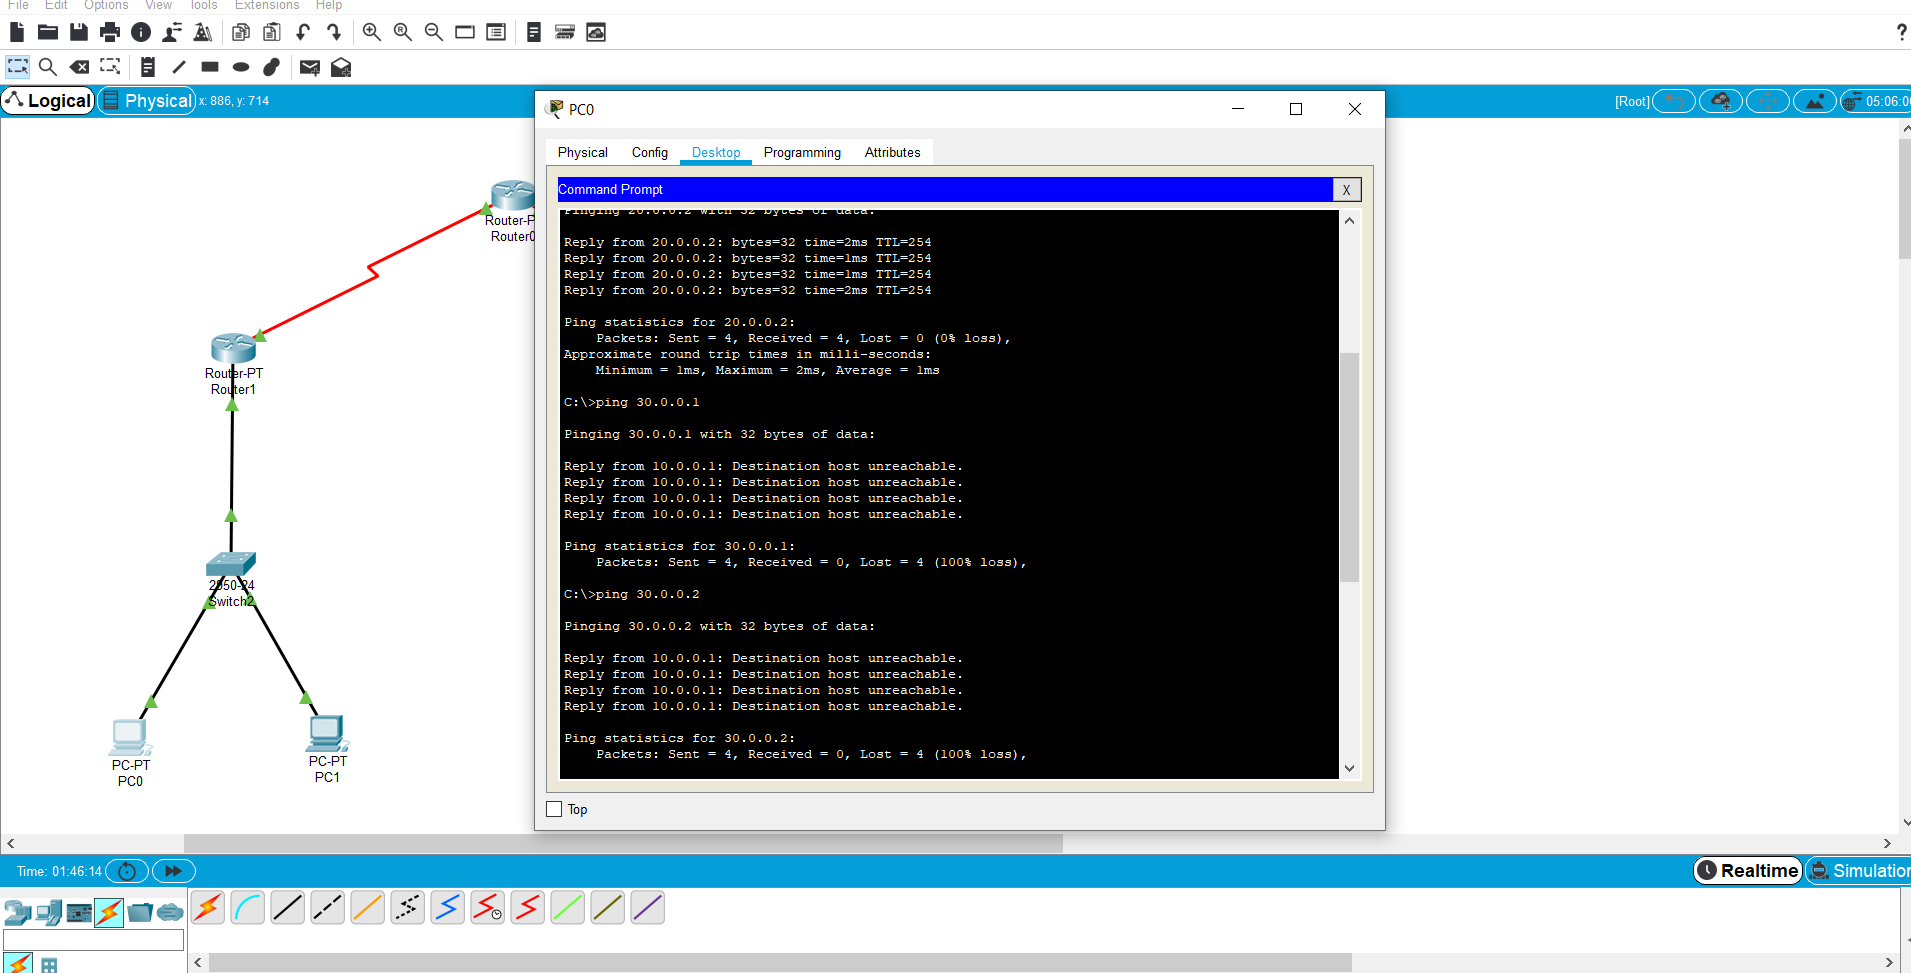 File Edit Options View Tools Extensions Help
?
Logical Physical x: 886, y: 714
[Root] 05:06:0
PC0
Physical Config Desktop Programming Attributes
Command Prompt X
Pinging 20.0.0.2 with 32 bytes of data:
Reply from 20.0.0.2: bytes=32 time=2ms TTL=254
Reply from 20.0.0.2: bytes=32 time=1ms TTL=254
Reply from 20.0.0.2: bytes=32 time=1ms TTL=254
Reply from 20.0.0.2: bytes=32 time=2ms TTL=254
Ping statistics for 20.0.0.2:
Packets: Sent = 4, Received = 4, Lost = 0 (0% loss),
Approximate round trip times in milli-seconds:
Minimum = 1ms, Maximum = 2ms, Average = 1ms
C:\>ping 30.0.0.1
Pinging 30.0.0.1 with 32 bytes of data:
Reply from 10.0.0.1: Destination host unreachable.
Reply from 10.0.0.1: Destination host unreachable.
Reply from 10.0.0.1: Destination host unreachable.
Reply from 10.0.0.1: Destination host unreachable.
Ping statistics for 30.0.0.1:
Packets: Sent = 4, Received = 0, Lost = 4 (100% loss),
C:\>ping 30.0.0.2
Pinging 30.0.0.2 with 32 bytes of data:
Reply from 10.0.0.1: Destination host unreachable.
Reply from 10.0.0.1: Destination host unreachable.
Reply from 10.0.0.1: Destination host unreachable.
Reply from 10.0.0.1: Destination host unreachable.
Ping statistics for 30.0.0.2:
Packets: Sent = 4, Received = 0, Lost = 4 (100% loss),
Top
Router-P
Router0
Router-PT
Router1
2950-24
Switch2
PC-PT
PC0
PC-PT
PC1
Time: 01:46:14
Realtime Simulation